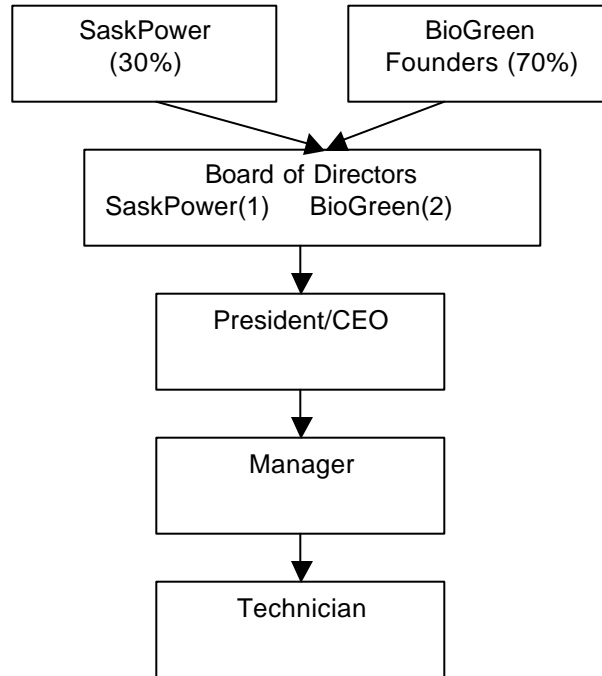 SaskPower
(30%)
BioGreen
Founders (70%)
Board of Directors
SaskPower(1) BioGreen(2)
President/CEO
Manager
Technician